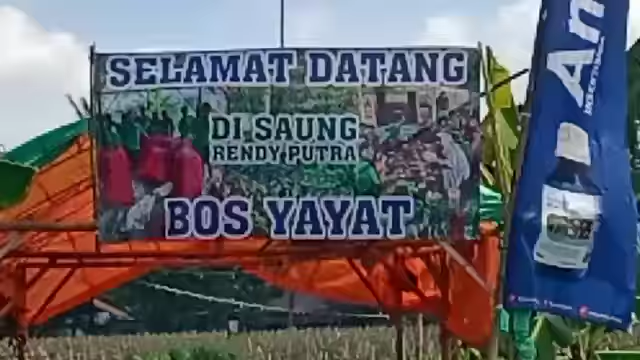 SELAMAT DATANG
DI SAUNG
RENDY PUTRA
BOS YAYAT